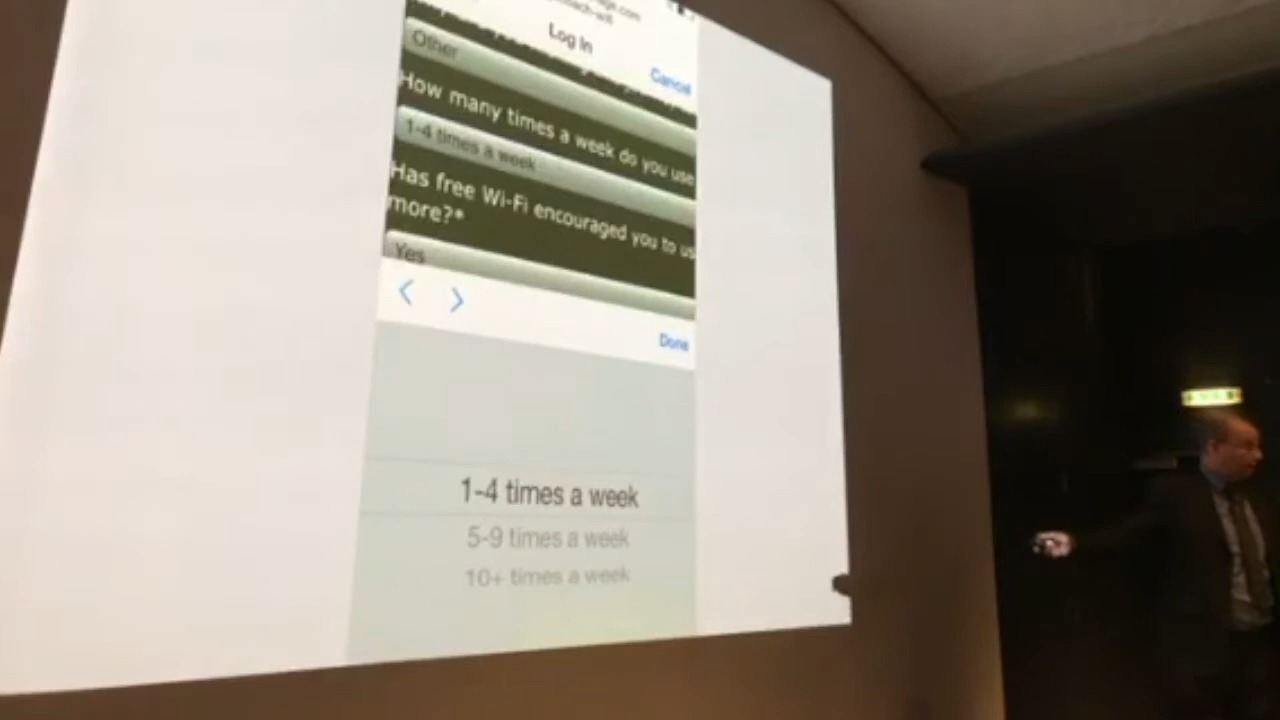 Log In
Cancel
Other
How many times a week do you use
1-4 times a week
Has free Wi-Fi encouraged you to us
more?*
Yes
Done
1-4 times a week
5-9 times a week
10+ times a week